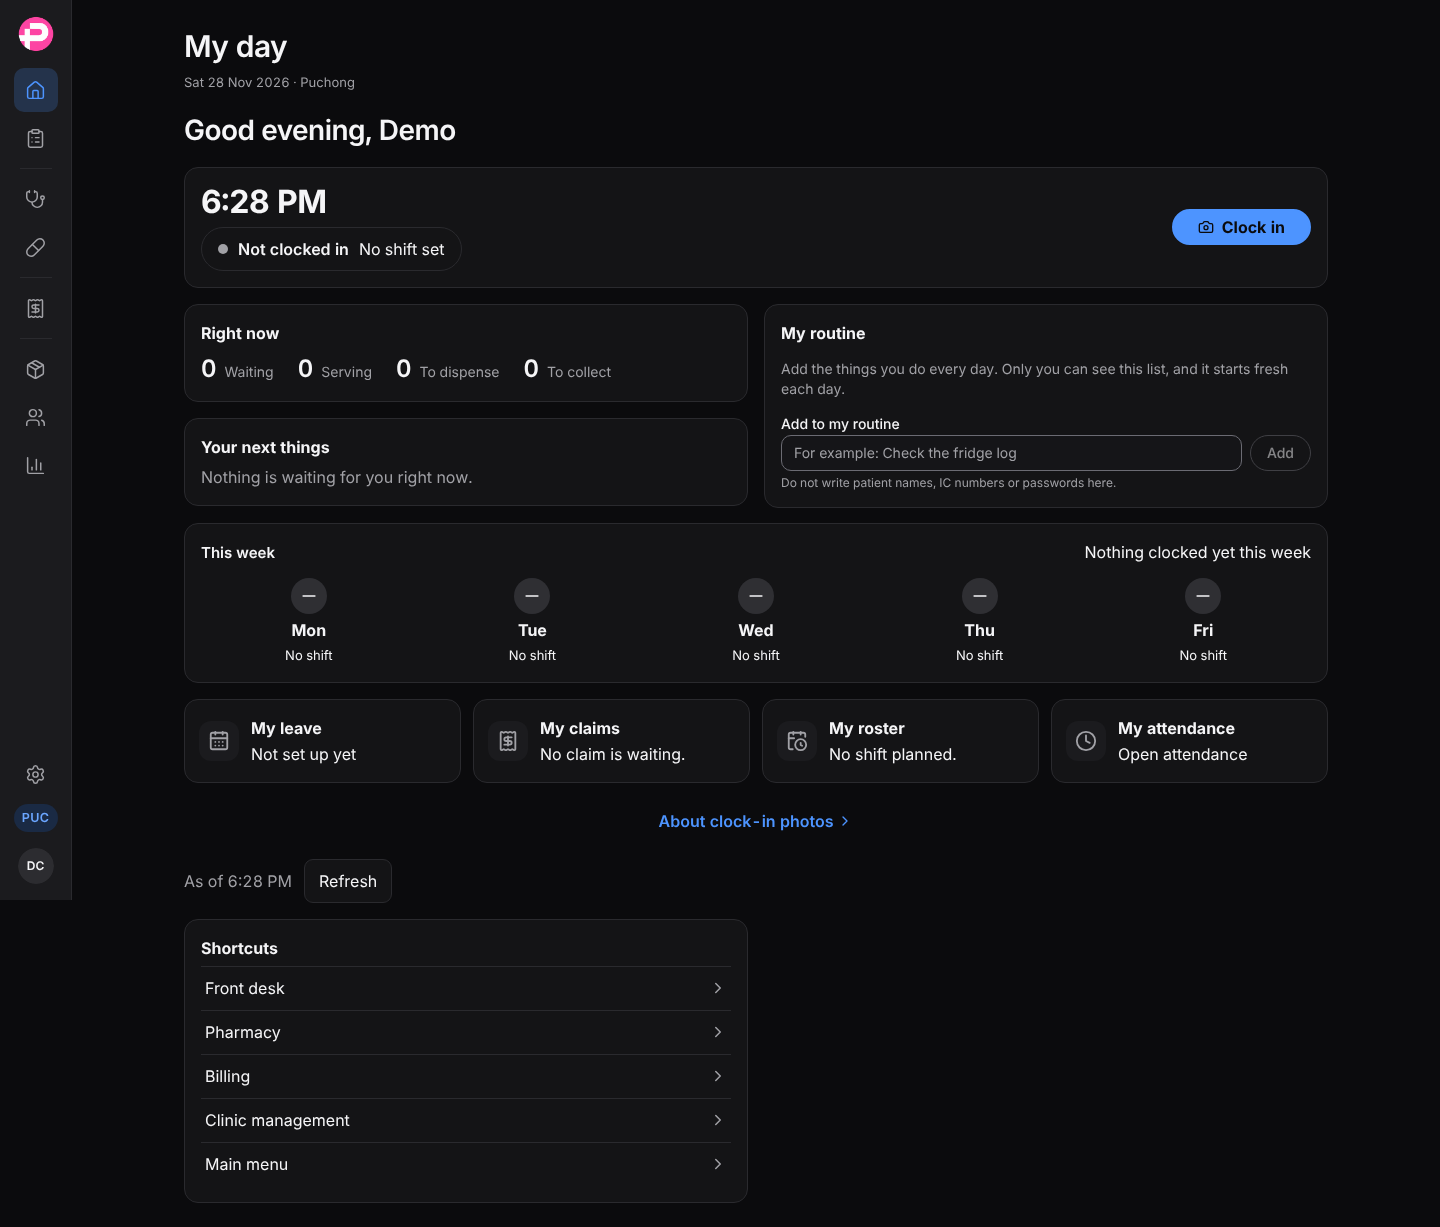 My day
Sat 28 Nov 2026 · Puchong
Good evening, Demo
6:28 PM
Not clocked in No shift set
Clock in
Right now
0 Waiting 0 Serving 0 To dispense 0 To collect
Your next things
Nothing is waiting for you right now.
My routine
Add the things you do every day. Only you can see this list, and it starts fresh
each day.
Add to my routine
For example: Check the fridge log
Add
Do not write patient names, IC numbers or passwords here.
This week
Nothing clocked yet this week
Mon Tue Wed Thu Fri
No shift No shift No shift No shift No shift
My leave
Not set up yet
My claims
No claim is waiting.
My roster
No shift planned.
My attendance
Open attendance
About clock-in photos
As of 6:28 PM
Refresh
Shortcuts
Front desk
Pharmacy
Billing
Clinic management
Main menu
PUC
DC